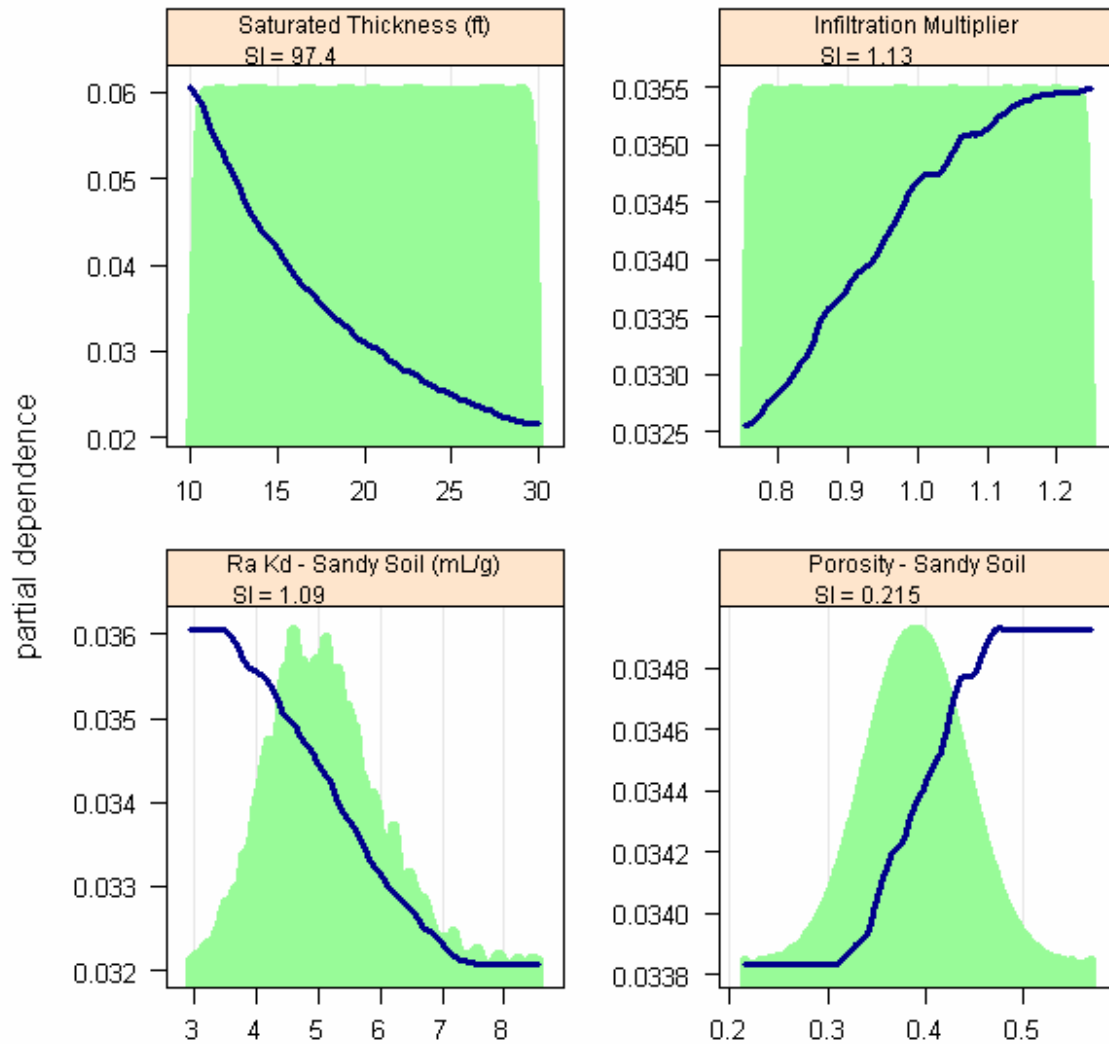 Saturated Thickness (ft)
SI = 97.4
0.06
0.05
0.04
0.03
0.02
10 15 20 25 30
Infiltration Multiplier
SI = 1.13
0.0355
0.0350
0.0345
0.0340
0.0335
0.0330
0.0325
0.8 0.9 1.0 1.1 1.2
partial dependence
Ra Kd - Sandy Soil (mL/g)
SI = 1.09
0.036
0.035
0.034
0.033
0.032
3 4 5 6 7 8
Porosity - Sandy Soil
SI = 0.215
0.0348
0.0346
0.0344
0.0342
0.0340
0.0338
0.2 0.3 0.4 0.5